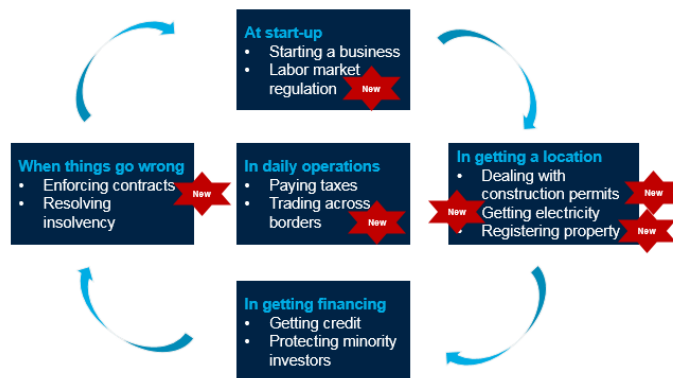 At start-up
• Starting a business
• Labor market
regulation
New
When things go wrong
• Enforcing contracts
New
• Resolving
insolvency
In daily operations
• Paying taxes
• Trading across
borders
New
In getting a location
• Dealing with
construction permits
New
New
Getting electricity
• Registering property
New
In getting financing
• Getting credit
• Protecting minority
investors